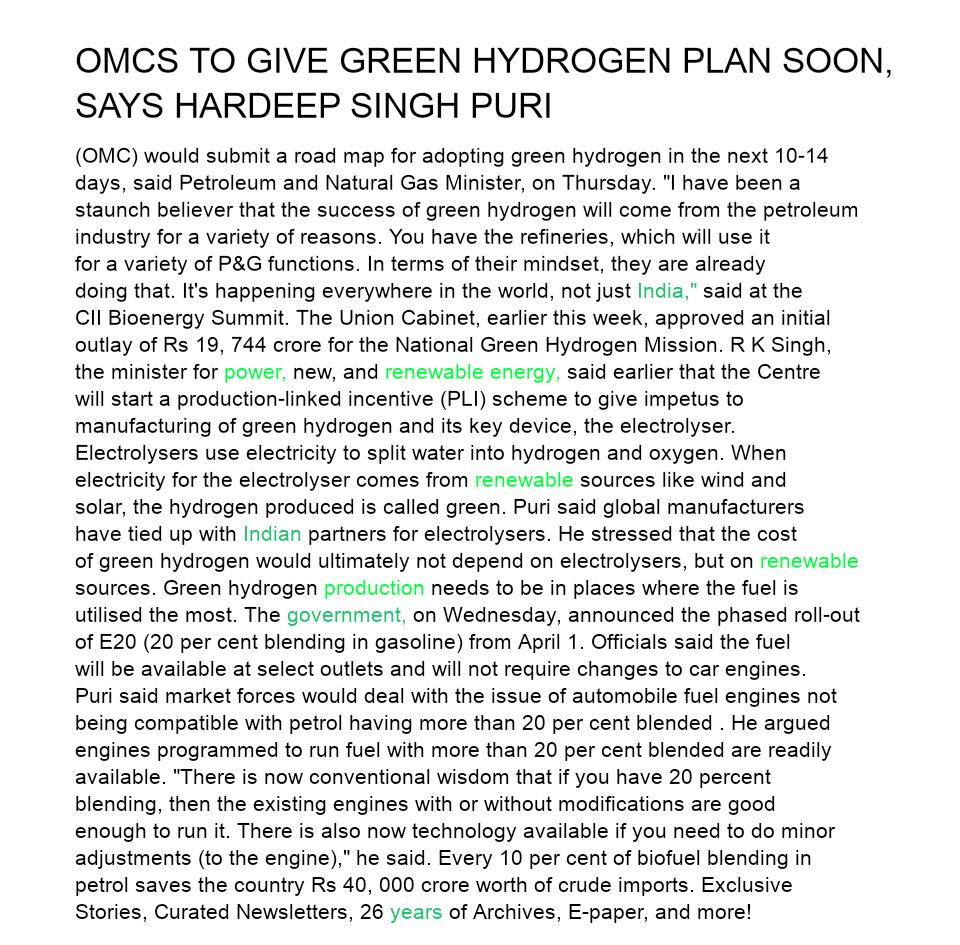 OMCS TO GIVE GREEN HYDROGEN PLAN SOON,
SAYS HARDEEP SINGH PURI
(OMC) would submit a road map for adopting green hydrogen in the next 10-14
days, said Petroleum and Natural Gas Minister, on Thursday. "I have been a
staunch believer that the success of green hydrogen will come from the petroleum
industry for a variety of reasons. You have the refineries, which will use it
for a variety of P&G functions. In terms of their mindset, they are already
doing that. It's happening everywhere in the world, not just India," said at the
CII Bioenergy Summit. The Union Cabinet, earlier this week, approved an initial
outlay of Rs 19, 744 crore for the National Green Hydrogen Mission. R K Singh,
the minister for power, new, and renewable energy, said earlier that the Centre
will start a production-linked incentive (PLI) scheme to give impetus to
manufacturing of green hydrogen and its key device, the electrolyser.
Electrolysers use electricity to split water into hydrogen and oxygen. When
electricity for the electrolyser comes from renewable sources like wind and
solar, the hydrogen produced is called green. Puri said global manufacturers
have tied up with Indian partners for electrolysers. He stressed that the cost
of green hydrogen would ultimately not depend on electrolysers, but on renewable
sources. Green hydrogen production needs to be in places where the fuel is
utilised the most. The government, on Wednesday, announced the phased roll-out
of E20 (20 per cent blending in gasoline) from April 1. Officials said the fuel
will be available at select outlets and will not require changes to car engines.
Puri said market forces would deal with the issue of automobile fuel engines not
being compatible with petrol having more than 20 per cent blended . He argued
engines programmed to run fuel with more than 20 per cent blended are readily
available. "There is now conventional wisdom that if you have 20 percent
blending, then the existing engines with or without modifications are good
enough to run it. There is also now technology available if you need to do minor
adjustments (to the engine)," he said. Every 10 per cent of biofuel blending in
petrol saves the country Rs 40, 000 crore worth of crude imports. Exclusive
Stories, Curated Newsletters, 26 years of Archives, E-paper, and more!